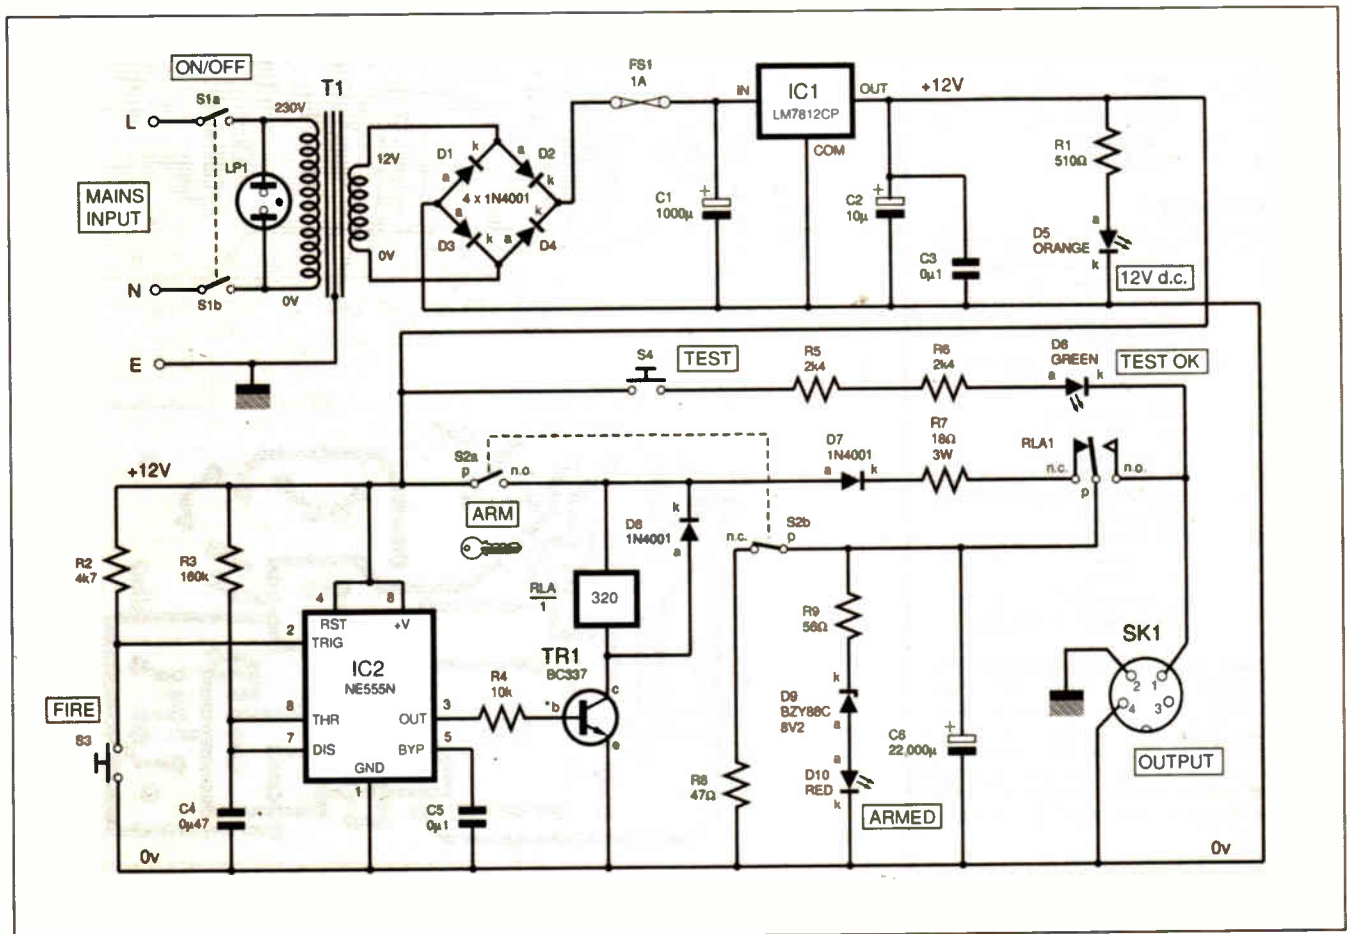 ON/OFF
S1a
230V
T1
L
LP1
12V
MAINS
INPUT
N
S1b
0V
0V
E
D1
k
a
D2
a
k
4 x 1N4001
D3
a
k
D4
a
k
FS1
1A
IN
IC1
LM7812CP
OUT
COM
+12V
C1
1000µ
+
C2
10µ
+
C3
0µ1
R1
510Ω
D5
ORANGE
a
k
12V d.c.
S4
TEST
R5
2k4
R6
2k4
D6
GREEN
a
k
TEST OK
S2a
p
n.o.
ARM
D7
1N4001
a
k
R7
18Ω
3W
RLA1
n.c.
p
n.o.
+12V
R2
4k7
R3
160k
4
8
RST
+V
2
TRIG
IC2
NE555N
8
THR
7
DIS
OUT
3
BYP
5
GND
1
R4
10k
TR1
BC337
b
c
e
RLA
1
320
D8
1N4001
k
a
n.c.
S2b
p
R9
56Ω
D9
BZY88C
8V2
k
a
D10
RED
a
k
ARMED
R8
47Ω
C6
22,000µ
+
FIRE
S3
C4
0µ47
C5
0µ1
SK1
2
1
4
3
OUTPUT
0v
0v